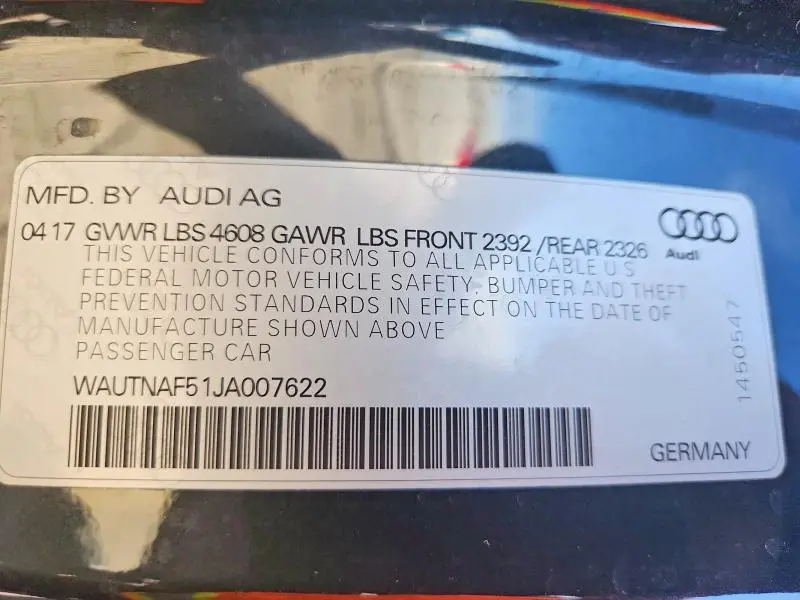 MFD. BY AUDI AG
04 17 GVWR LBS 4608 GAWR LBS FRONT 2392 /REAR 2326
Audi
THIS VEHICLE CONFORMS TO ALL APPLICABLE U S
FEDERAL MOTOR VEHICLE SAFETY, BUMPER AND THEFT
PREVENTION STANDARDS IN EFFECT ON THE DATE OF
MANUFACTURE SHOWN ABOVE
PASSENGER CAR
WAUTNAF51JA007622
1450547
GERMANY